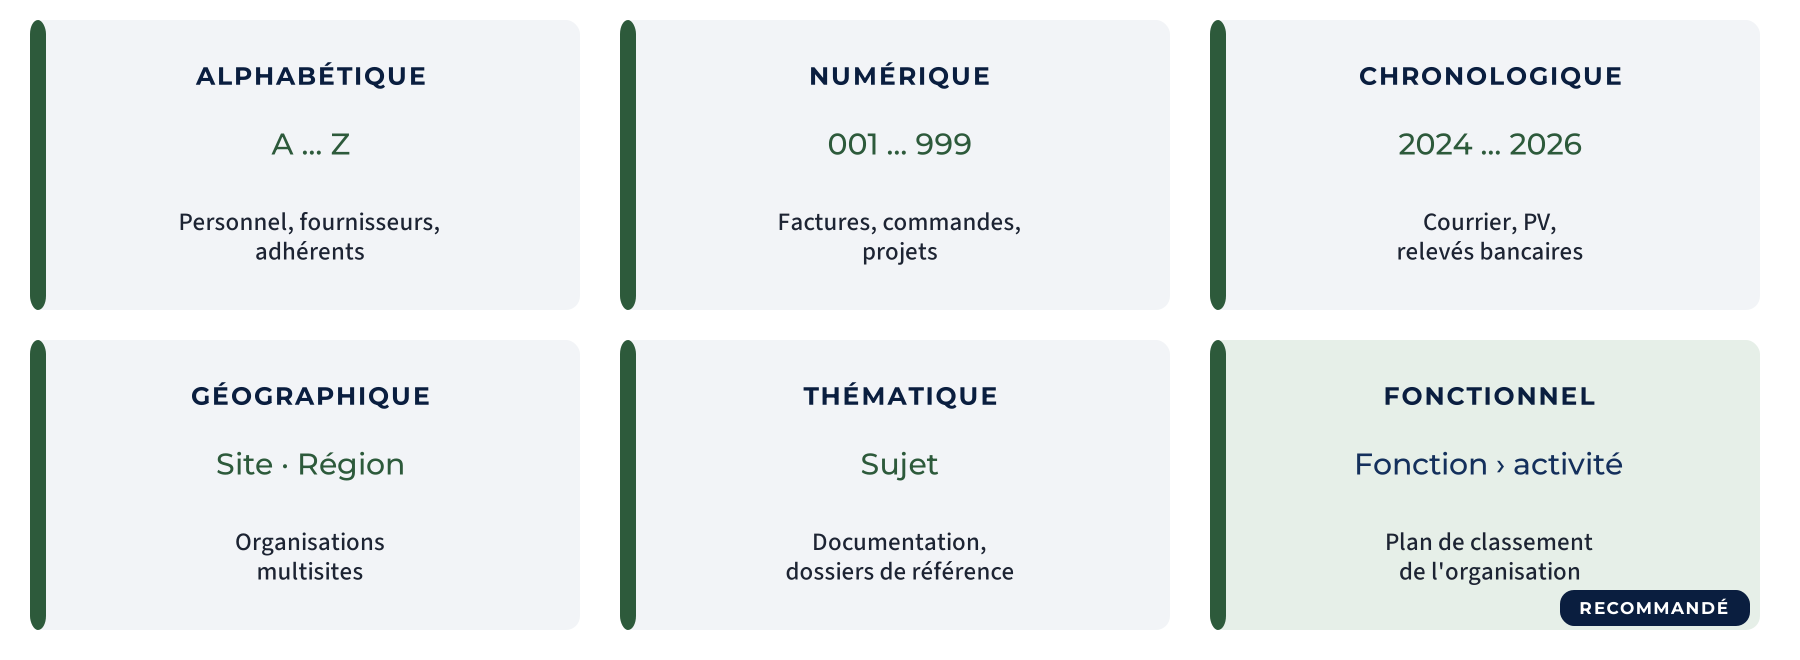 ALPHABÉTIQUE
A ... Z
Personnel, fournisseurs,
adhérents
NUMÉRIQUE
001 ... 999
Factures, commandes,
projets
CHRONOLOGIQUE
2024 ... 2026
Courrier, PV,
relevés bancaires
GÉOGRAPHIQUE
Site · Région
Organisations
multisites
THÉMATIQUE
Sujet
Documentation,
dossiers de référence
FONCTIONNEL
Fonction › activité
Plan de classement
de l'organisation
RECOMMANDÉ